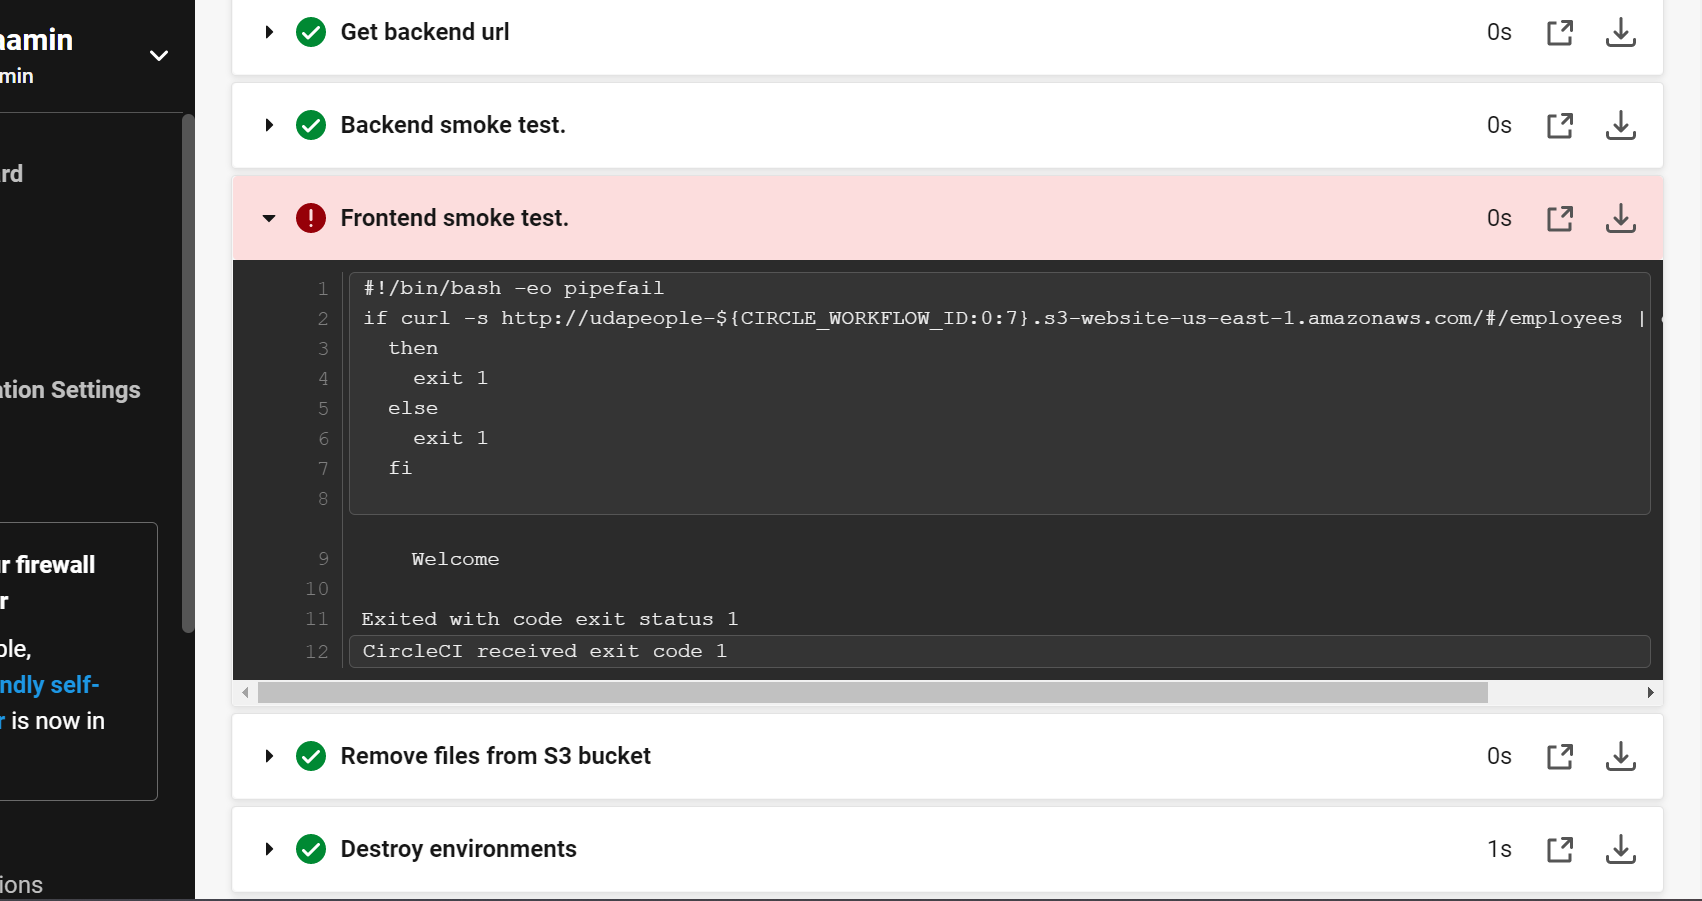 aamin
min
rd
ation Settings
r firewall
r
ble,
ndly self-
r is now in
ions
Get backend url 0s
Backend smoke test. 0s
Frontend smoke test. 0s
1 #!/bin/bash -eo pipefail
2 if curl -s http://udapeople-${CIRCLE_WORKFLOW_ID:0:7}.s3-website-us-east-1.amazonaws.com/#/employees |
3 then
4 exit 1
5 else
6 exit 1
7 fi
8
9 Welcome
10
11 Exited with code exit status 1
12 CircleCI received exit code 1
Remove files from S3 bucket 0s
Destroy environments 1s